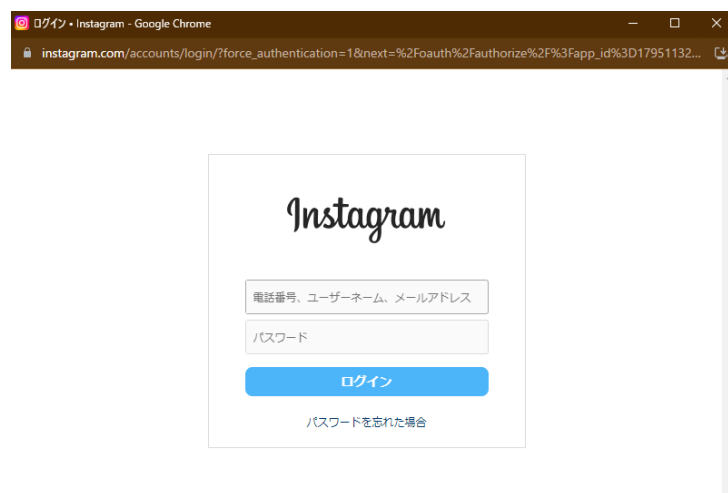 ログイン • Instagram - Google Chrome
instagram.com/accounts/login/?force_authentication=1&next=%2Foauth%2Fauthorize%2F%3Fapp_id%3D17951132...
Instagram
電話番号、ユーザーネーム、メールアドレス
パスワード
ログイン
パスワードを忘れた場合